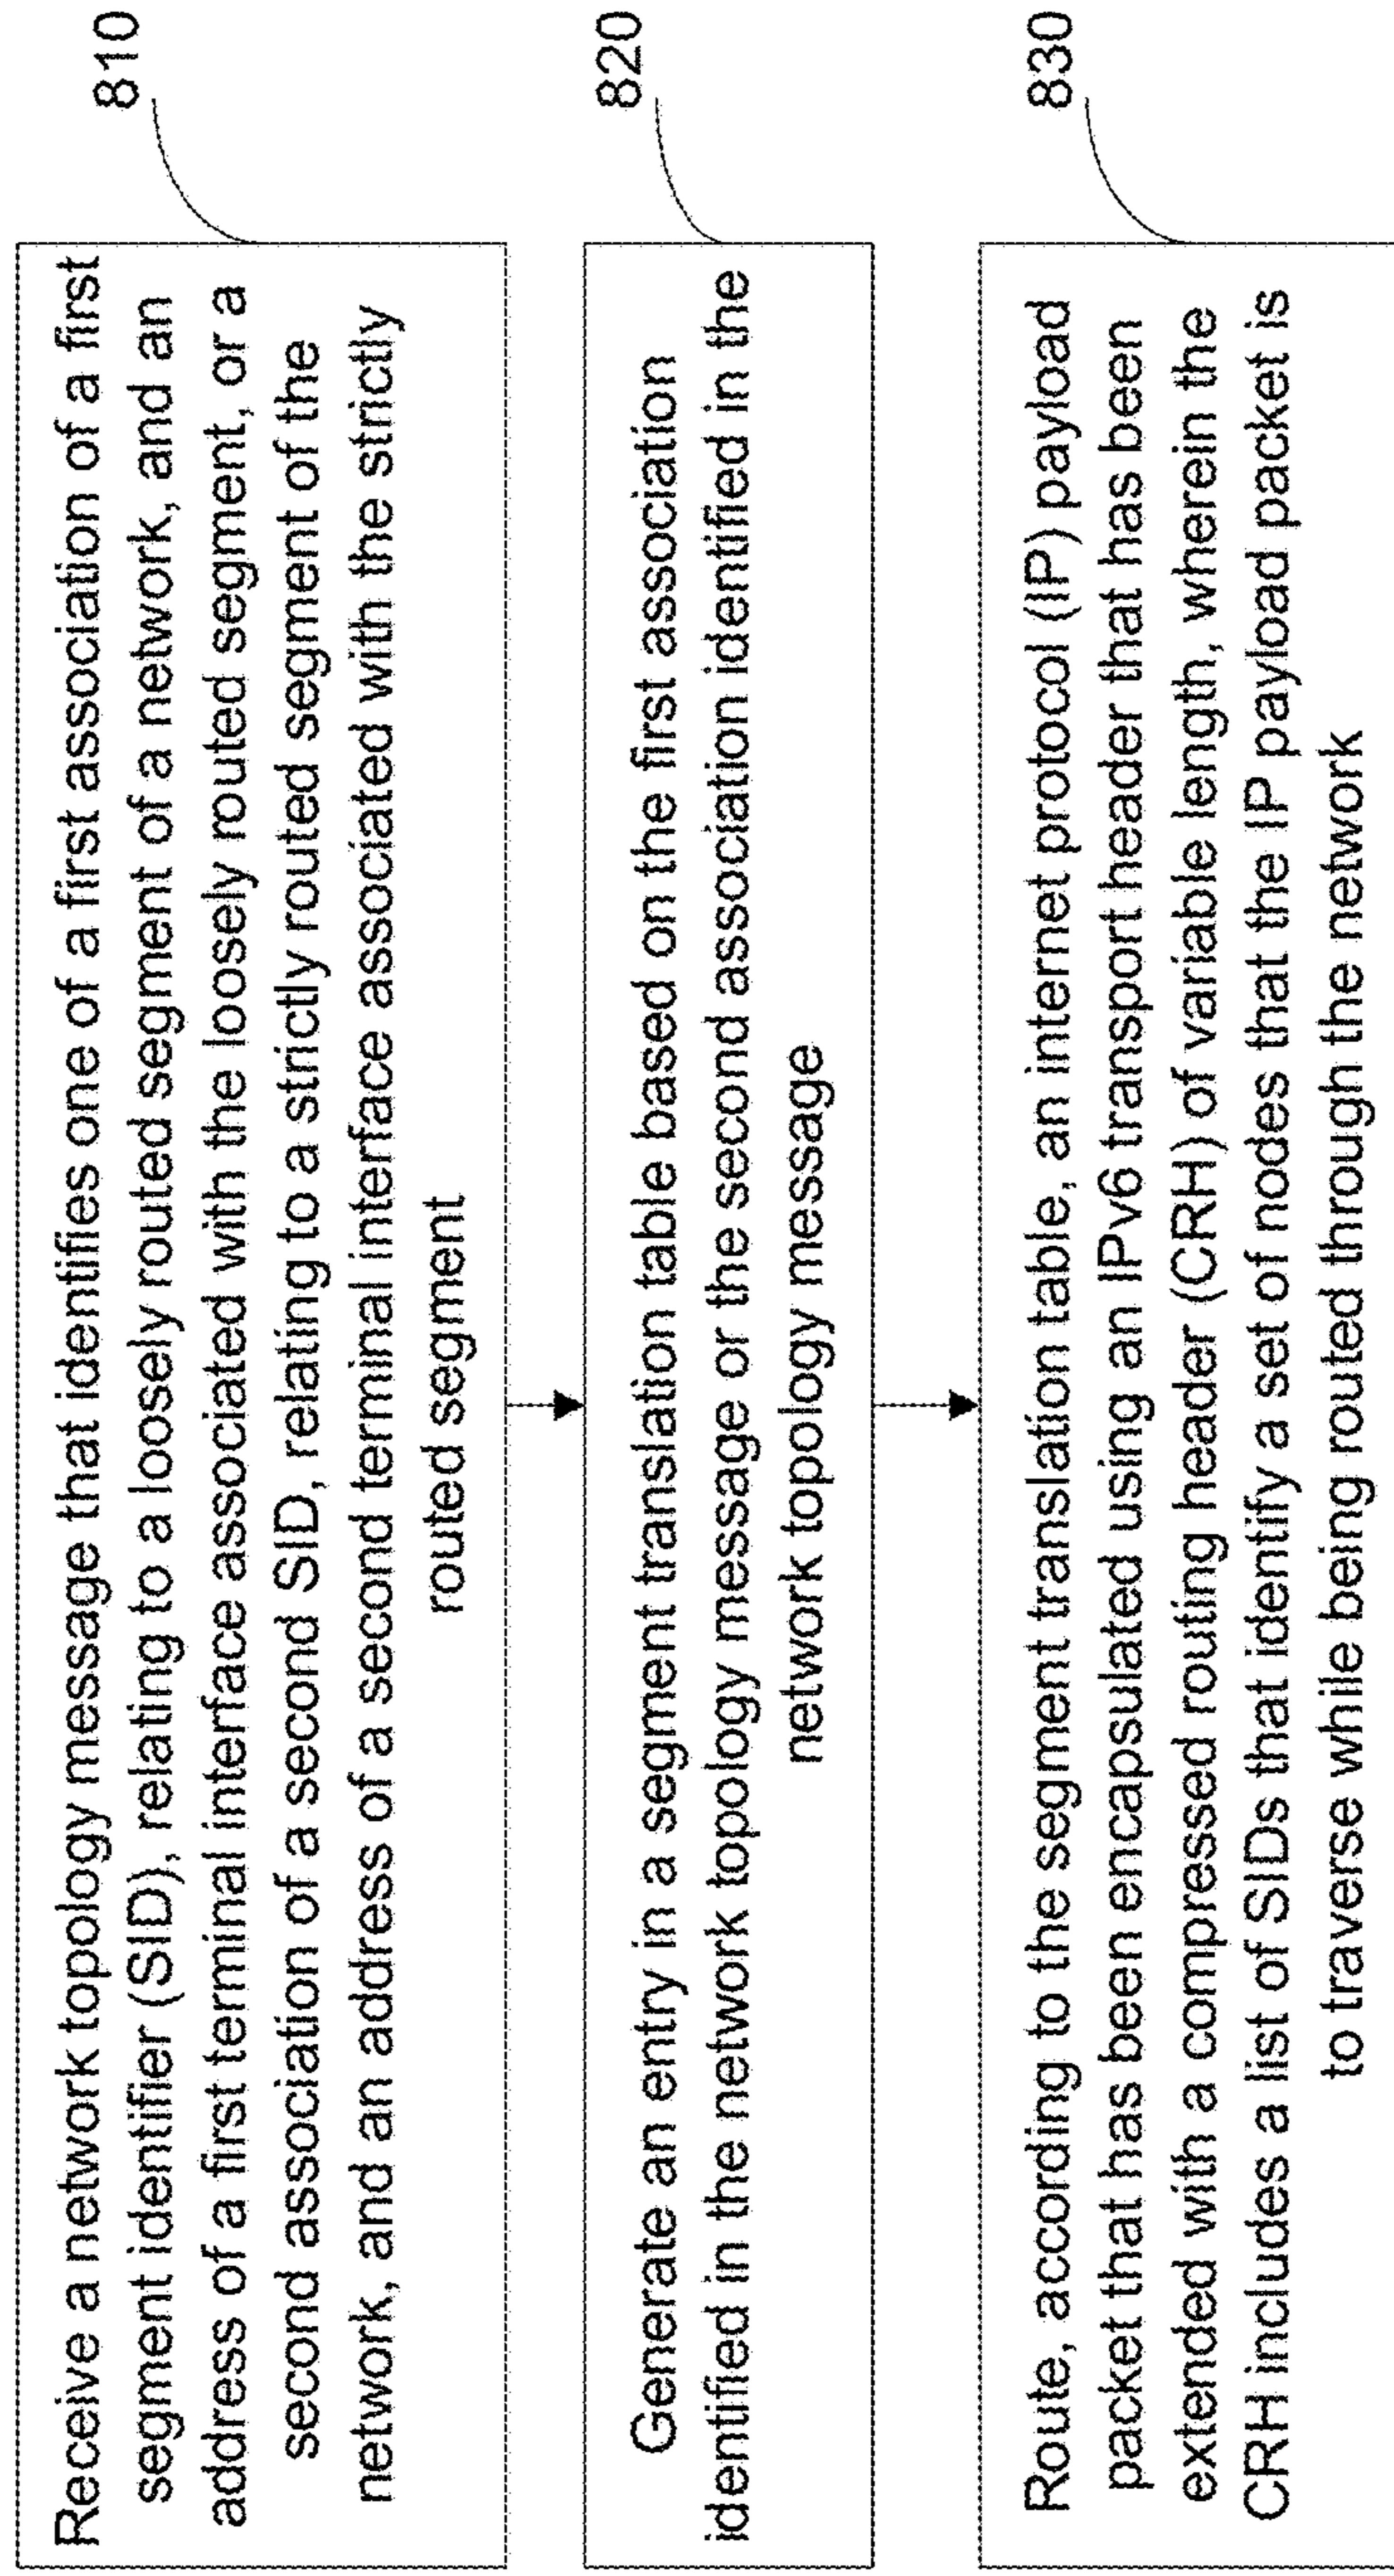 Receive a network topology message that identifies one of a first association of a first
segment identifier (SID), relating to a loosely routed segment of a network, and an
address of a first terminal interface associated with the loosely routed segment, or a
second association of a second SID, relating to a strictly routed segment of the
network, and an address of a second terminal interface associated with the strictly
routed segment
810
Generate an entry in a segment translation table based on the first association
identified in the network topology message or the second association identified in the
network topology message
820
Route, according to the segment translation table, an internet protocol (IP) payload
packet that has been encapsulated using an IPv6 transport header that has been
extended with a compressed routing header (CRH) of variable length, wherein the
CRH includes a list of SIDs that identify a set of nodes that the IP payload packet is
to traverse while being routed through the network
830